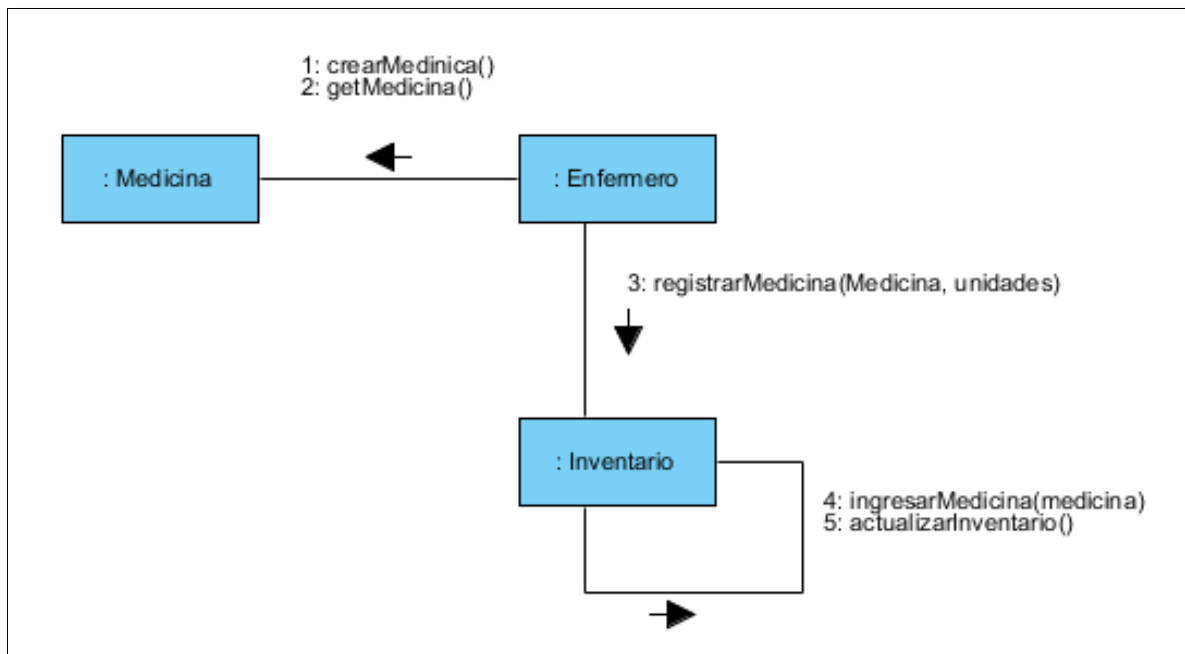 1: crearMedinica()
2: getMedicina()
: Medicina
: Enfermero
3: registrarMedicina(Medicina, unidades)
: Inventario
4: ingresarMedicina(medicina)
5: actualizarInventario()